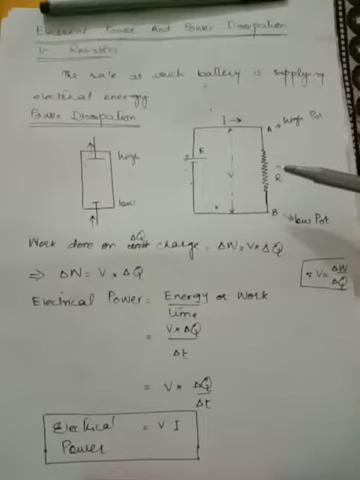 Electrical Power And Power Dissipation
in Resistors
The rate at which battery is supplying
electrical energy
Power Dissipation
I →
A → High Pot
High
E
V
R
low
B → low Pot
Work done on ΔQ charge = ΔW = V × ΔQ
⇒ ΔW = V × ΔQ
∵ V = ΔW/ΔQ
Electrical Power = Energy or Work
Time
= V × ΔQ
Δt
= V × ΔQ
Δt
Electrical = V I
Power